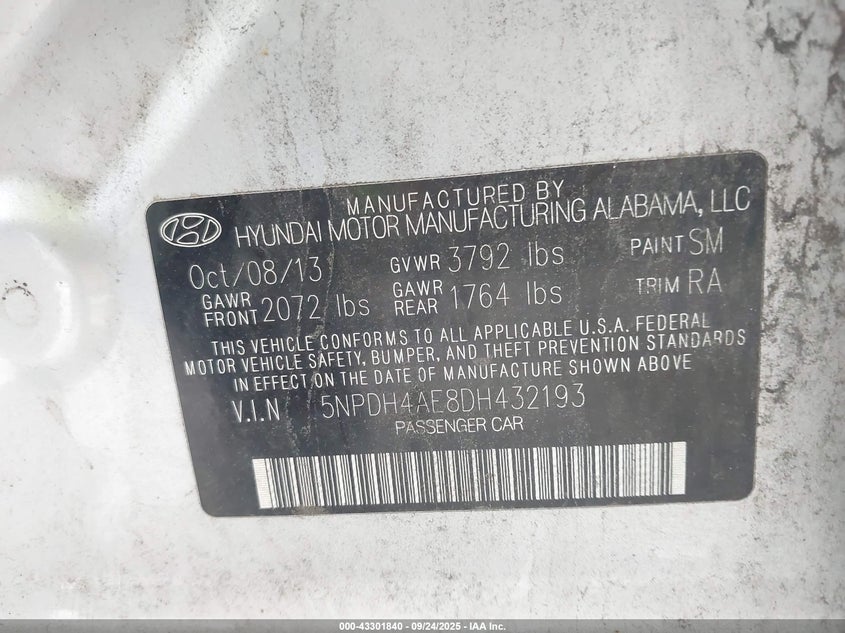 MANUFACTURED BY
HYUNDAI MOTOR MANUFACTURING ALABAMA, LLC
Oct/08/13 GVWR 3792 lbs PAINT SM
GAWR FRONT 2072 lbs GAWR REAR 1764 lbs TRIM RA
THIS VEHICLE CONFORMS TO ALL APPLICABLE U.S.A. FEDERAL
MOTOR VEHICLE SAFETY, BUMPER, AND THEFT PREVENTION STANDARDS
IN EFFECT ON THE DATE OF MANUFACTURE SHOWN ABOVE
V.I.N 5NPDH4AE8DH432193
PASSENGER CAR
000-43301840 - 09/24/2025 - IAA Inc.